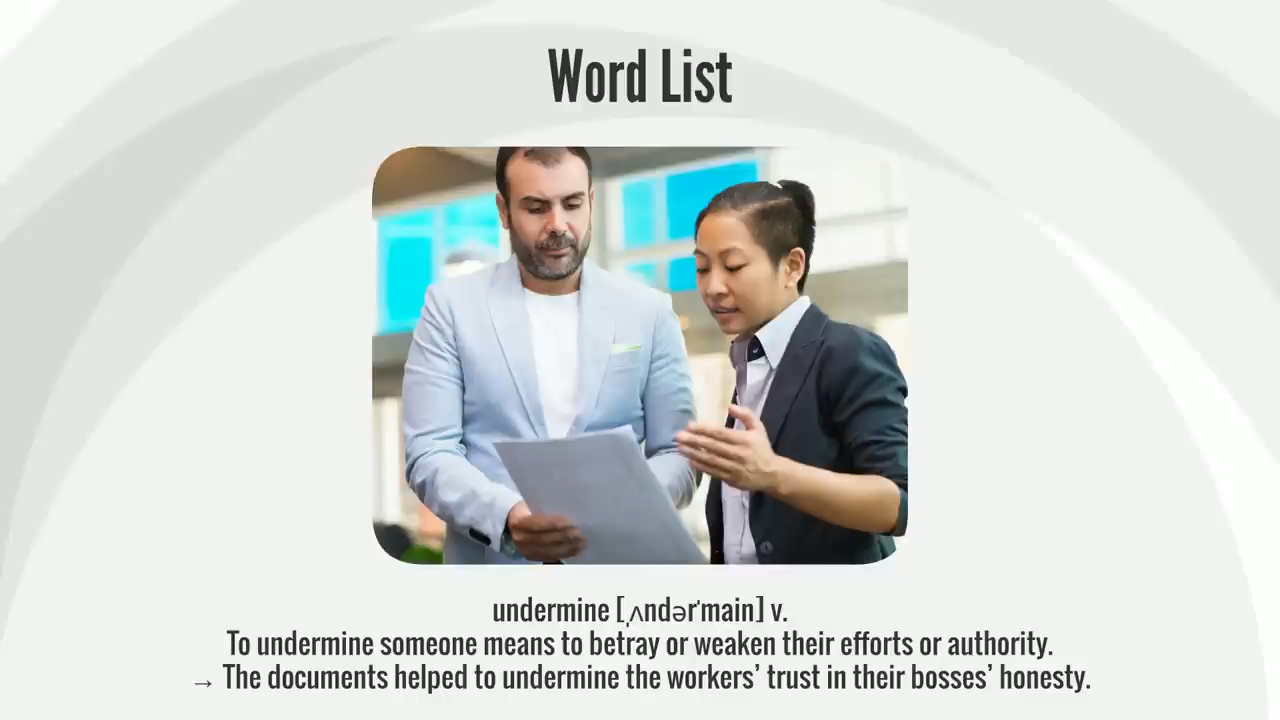 Word List
undermine [ˌʌndərˈmain] v.
To undermine someone means to betray or weaken their efforts or authority.
→ The documents helped to undermine the workers’ trust in their bosses’ honesty.